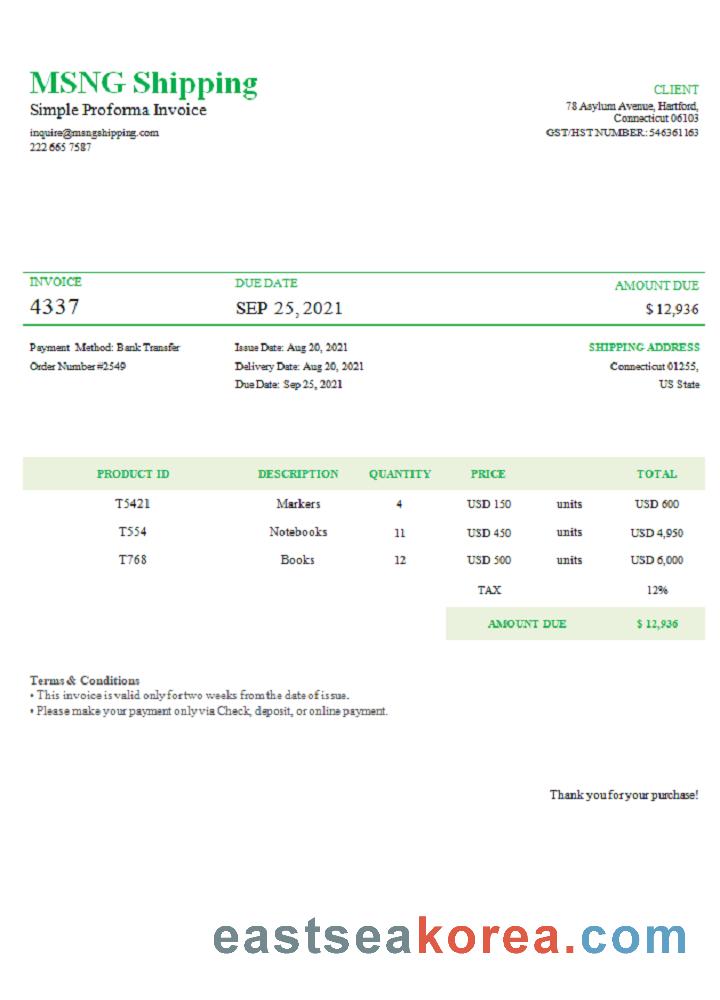 MSNG Shipping
Simple Proforma Invoice
inquire@msngshipping.com
222 665 7587
CLIENT
78 Asylum Avenue, Hartford,
Connecticut 06103
GST/HST NUMBER.: 546361163
INVOICE
4337
DUE DATE
SEP 25, 2021
AMOUNT DUE
$ 12,936
Payment Method: Bank Transfer
Order Number #2549
Issue Date: Aug 20, 2021
Delivery Date: Aug 20, 2021
Due Date: Sep 25, 2021
SHIPPING ADDRESS
Connecticut 01255,
US State
PRODUCT ID DESCRIPTION QUANTITY PRICE TOTAL
T5421 Markers 4 USD 150 units USD 600
T554 Notebooks 11 USD 450 units USD 4,950
T768 Books 12 USD 500 units USD 6,000
TAX 12%
AMOUNT DUE $ 12,936
Terms & Conditions
• This invoice is valid only for two weeks from the date of issue.
• Please make your payment only via Check, deposit, or online payment.
Thank you for your purchase!
eastseakorea.com